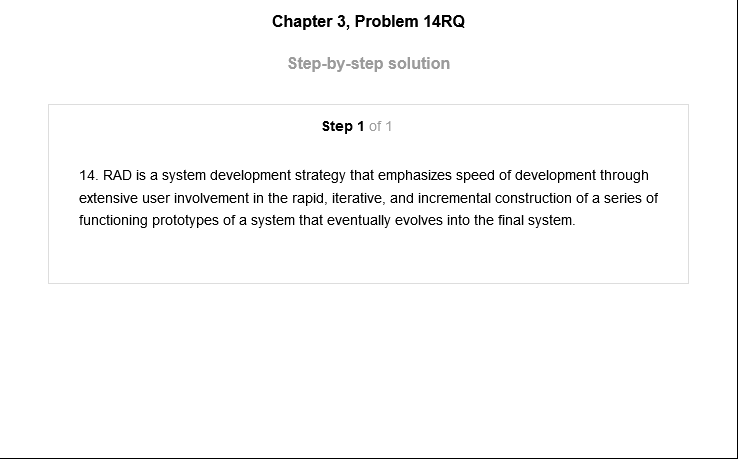 Chapter 3, Problem 14RQ
Step-by-step solution
Step 1 of 1
14. RAD is a system development strategy that emphasizes speed of development through
extensive user involvement in the rapid, iterative, and incremental construction of a series of
functioning prototypes of a system that eventually evolves into the final system.